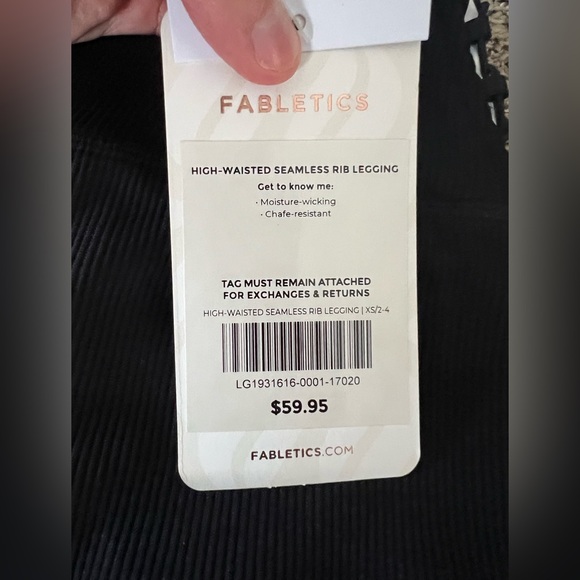 FABLETICS
HIGH-WAISTED SEAMLESS RIB LEGGING
Get to know me:
• Moisture-wicking
• Chafe-resistant
TAG MUST REMAIN ATTACHED
FOR EXCHANGES & RETURNS
HIGH-WAISTED SEAMLESS RIB LEGGING | XS/2-4
LG1931616-0001-17020
$59.95
FABLETICS.COM